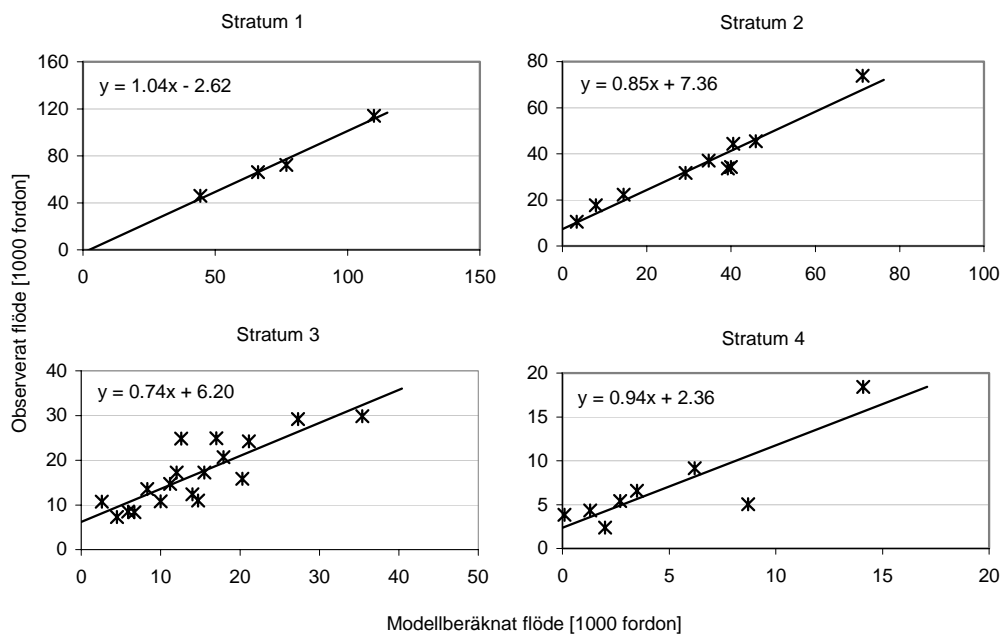 Stratum 1
y = 1.04x - 2.62
160
120
80
40
0
0 50 100 150
Stratum 2
y = 0.85x + 7.36
80
60
40
20
0
0 20 40 60 80 100
Observerat flöde [1000 fordon]
Stratum 3
y = 0.74x + 6.20
40
30
20
10
0
0 10 20 30 40 50
Stratum 4
y = 0.94x + 2.36
20
15
10
5
0
0 5 10 15 20
Modellberäknat flöde [1000 fordon]